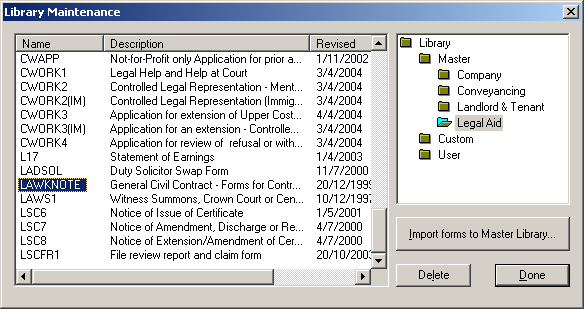 Library Maintenance
Name Description Revised
CWAPP Not-for-Profit only Application for prior a... 1/11/2002
CWORK1 Legal Help and Help at Court 3/4/2004
CWORK2 Controlled Legal Representation - Ment... 3/4/2004
CWORK2(IM) Controlled Legal Representation (Immig... 3/4/2004
CWORK3 Application for extension of Upper Cost... 3/4/2004
CWORK3(IM) Application for an extension - Controlle... 3/4/2004
CWORK4 Application for review of refusal or with... 3/4/2004
L17 Statement of Earnings 1/4/2003
LADSOL Duty Solicitor Swap Form 11/7/2000
LAWKNOTE General Civil Contract - Forms for Contr... 20/12/1999
LAWS1 Witness Summons, Crown Court or Cen... 10/12/1997
LSC6 Notice of Issue of Certificate 1/5/2001
LSC7 Notice of Amendment, Discharge or Re... 4/7/2000
LSC8 Notice of Extension/Amendment of Cer... 4/7/2000
LSCFR1 File review report and claim form 20/10/2003
Library
Master
Company
Conveyancing
Landlord & Tenant
Legal Aid
Custom
User
Import forms to Master Library...
Delete Done